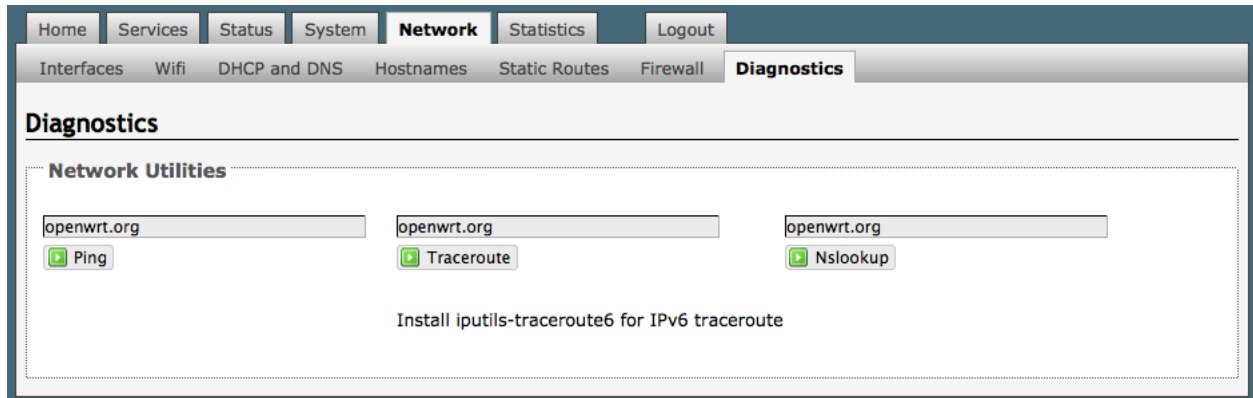 Home Services Status System Network Statistics Logout
Interfaces Wifi DHCP and DNS Hostnames Static Routes Firewall Diagnostics
Diagnostics
Network Utilities
openwrt.org openwrt.org openwrt.org
Ping Traceroute Nslookup
Install iputils-traceroute6 for IPv6 traceroute